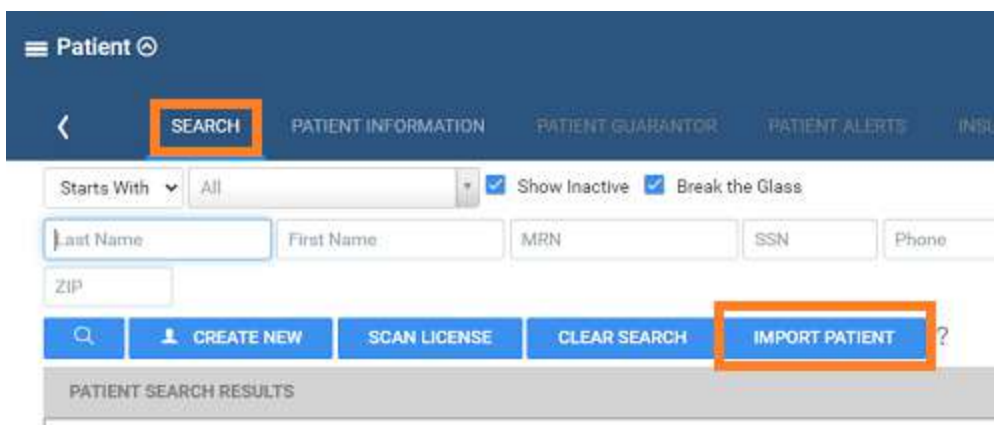 Patient
SEARCH PATIENT INFORMATION PATIENT GUARANTOR PATIENT ALERTS
Starts With All Show Inactive Break the Glass
Last Name First Name MRN SSN Phone
ZIP
CREATE NEW SCAN LICENSE CLEAR SEARCH IMPORT PATIENT ?
PATIENT SEARCH RESULTS